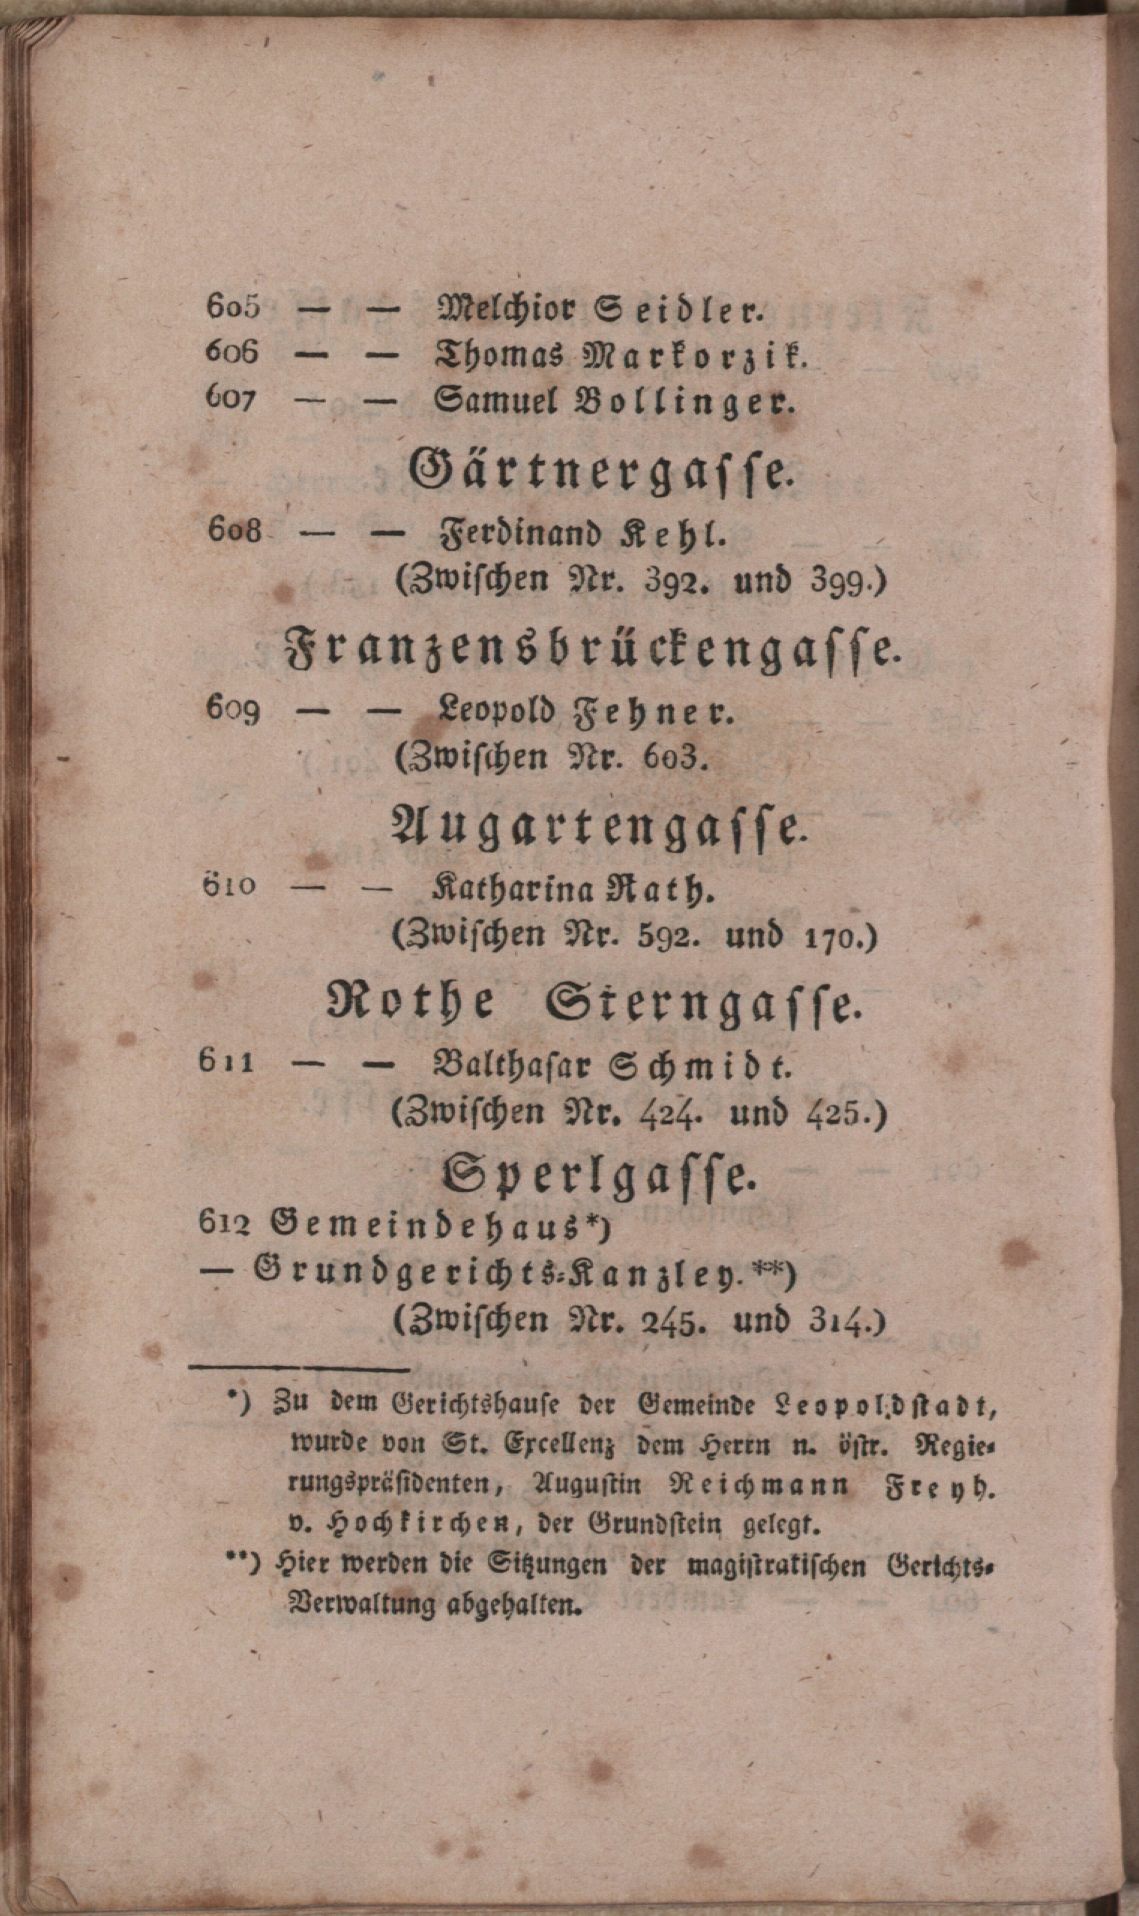 605 — — Melchior Seidler.
606 — — Thomas Markorzik.
607 — — Samuel Bollinger.
Gärtnergasse.
608 — — Ferdinand Kehl.
(Zwischen Nr. 392. und 399.)
Franzensbrückengasse.
609 — — Leopold Fehner.
(Zwischen Nr. 603.
Augartengasse.
610 — — Katharina Rath.
(Zwischen Nr. 592. und 170.)
Rothe Sterngasse.
611 — — Balthasar Schmidt.
(Zwischen Nr. 424. und 425.)
Sperlgasse.
612 Gemeindehaus*)
— Grundgerichts-Kanzley.**)
(Zwischen Nr. 245. und 314.)
*) Zu dem Gerichtshause der Gemeinde Leopoldstadt,
wurde von St. Excellenz dem Herrn n. östr. Regie-
rungspräsidenten, Augustin Reichmann Freyh.
v. Hochkirchen, der Grundstein gelegt.
**) Hier werden die Sitzungen der magistratischen Gerichts-
Verwaltung abgehalten.